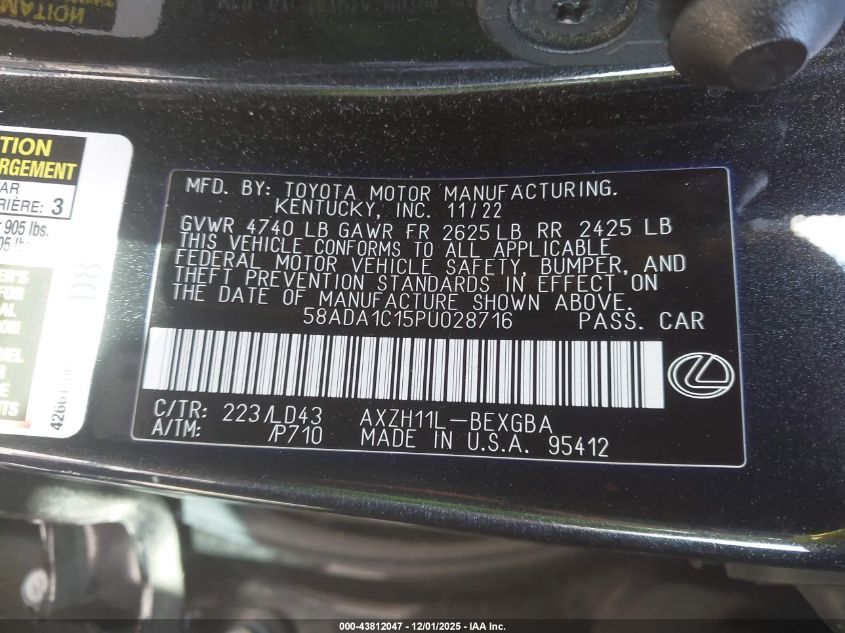 TION
RGEMENT
AR
RIÈRE: 3
905 lbs.
05 lb
D8
MFD. BY: TOYOTA MOTOR MANUFACTURING.
KENTUCKY, INC. 11/22
GVWR 4740 LB GAWR FR 2625 LB RR 2425 LB
THIS VEHICLE CONFORMS TO ALL APPLICABLE
FEDERAL MOTOR VEHICLE SAFETY, BUMPER, AND
THEFT PREVENTION STANDARDS IN EFFECT ON
THE DATE OF MANUFACTURE SHOWN ABOVE.
58ADA1C15PU028716 PASS. CAR
C/TR: 223/LD43 AXZH11L-BEXGBA
A/TM: /P710 MADE IN U.S.A. 95412
000-43812047 - 12/01/2025 - IAA Inc.